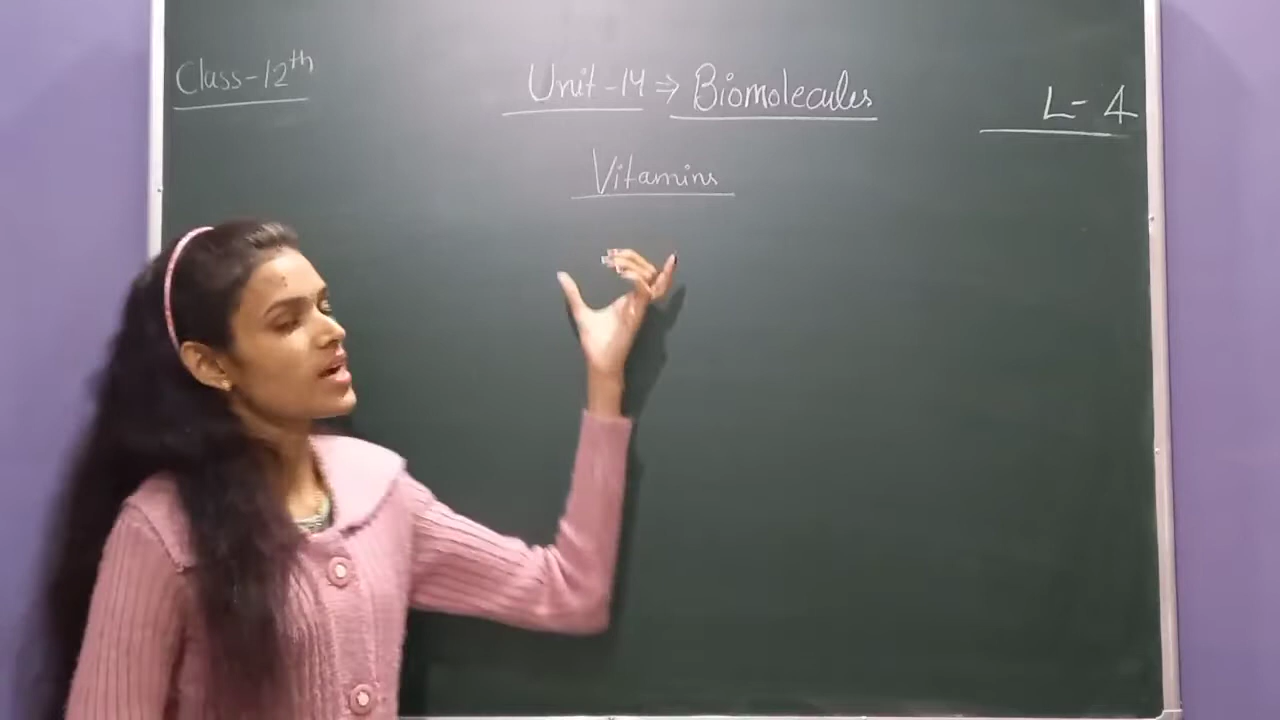 Class-12th
Unit-14 ⇒ Biomolecules
L-4
Vitamins